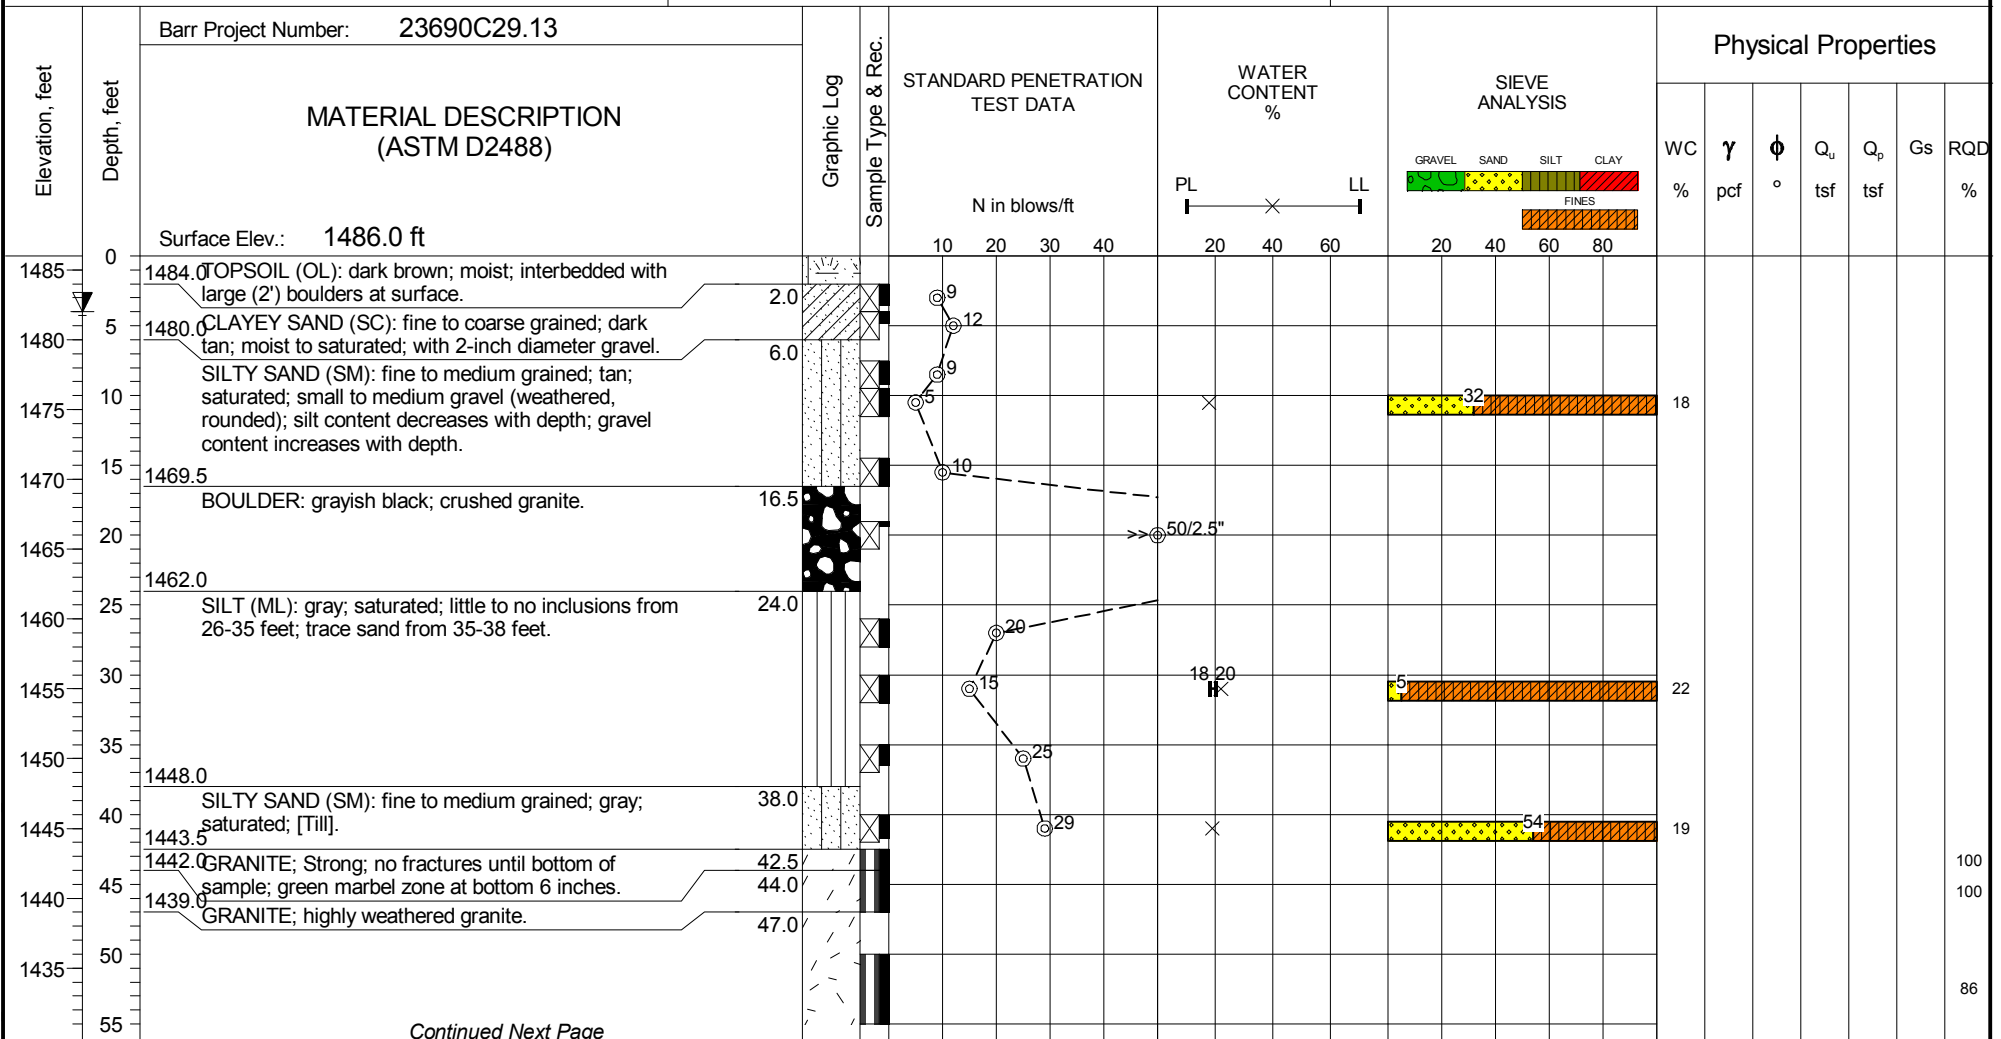 Barr Project Number: 23690C29.13
Elevation, feet
Depth, feet
MATERIAL DESCRIPTION
(ASTM D2488)
Surface Elev.: 1486.0 ft
Graphic Log
Sample Type & Rec.
STANDARD PENETRATION
TEST DATA
N in blows/ft
10 20 30 40
WATER
CONTENT
%
PL LL
20 40 60
SIEVE
ANALYSIS
GRAVEL SAND SILT CLAY
FINES
20 40 60 80
Physical Properties
WC γ ϕ Qu Qp Gs RQD
% pcf ° tsf tsf %
0
1485
1484.0 TOPSOIL (OL): dark brown; moist; interbedded with
large (2') boulders at surface. 2.0
9
5
12
1480.0 CLAYEY SAND (SC): fine to coarse grained; dark
1480
tan; moist to saturated; with 2-inch diameter gravel. 6.0
SILTY SAND (SM): fine to medium grained; tan;
9
saturated; small to medium gravel (weathered,
10
5 32 18
1475
rounded); silt content decreases with depth; gravel
content increases with depth.
15
10
1470
1469.5
BOULDER: grayish black; crushed granite. 16.5
20
>> 50/2.5"
1465
1462.0
25
SILT (ML): gray; saturated; little to no inclusions from 24.0
1460
26-35 feet; trace sand from 35-38 feet.
20
30
18 20
15 5 22
1455
35
25
1450
1448.0
SILTY SAND (SM): fine to medium grained; gray; 38.0
40
saturated; [Till].
29 54 19
1445
1443.5
1442.0 GRANITE; Strong; no fractures until bottom of 42.5
100
45
sample; green marbel zone at bottom 6 inches. 44.0
100
1440
1439.0
GRANITE; highly weathered granite. 47.0
50
1435
86
55
Continued Next Page